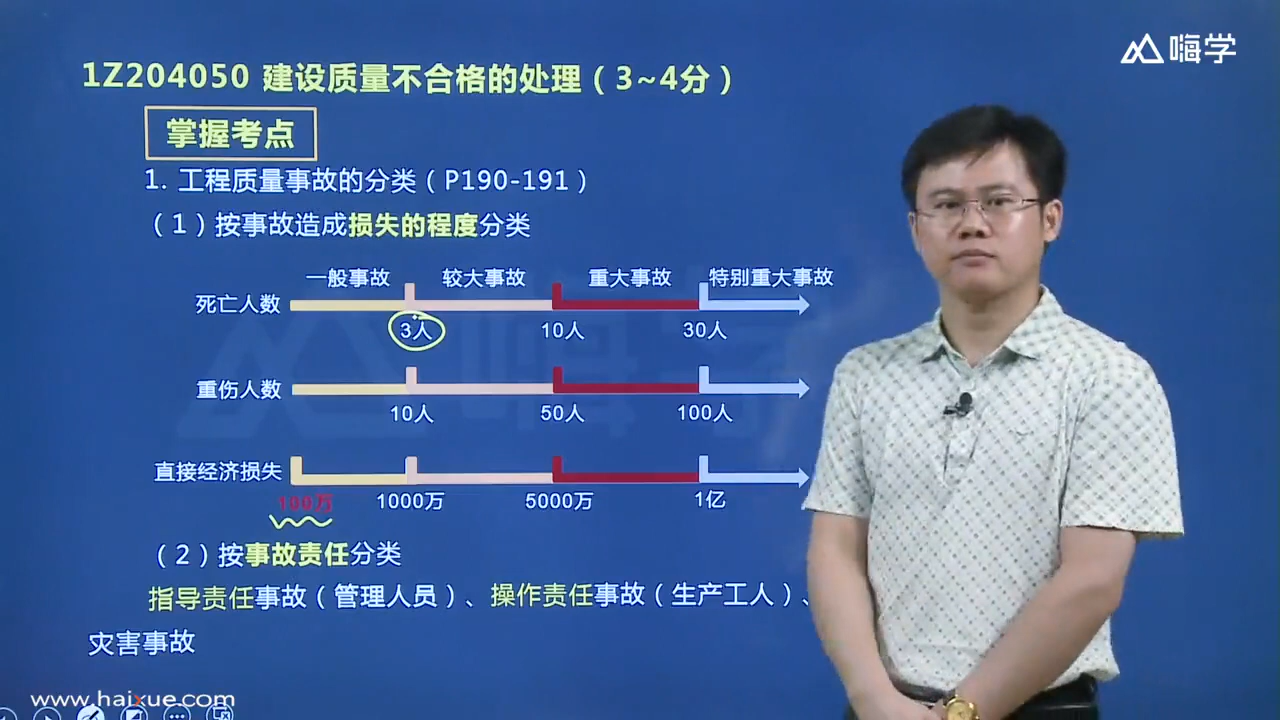 嗨学
1Z204050 建设质量不合格的处理（3~4分）
掌握考点
1. 工程质量事故的分类（P190-191）
（1）按事故造成损失的程度分类
一般事故 较大事故 重大事故 特别重大事故
死亡人数
3人 10人 30人
重伤人数
10人 50人 100人
直接经济损失
100万 1000万 5000万 1亿
（2）按事故责任分类
指导责任事故（管理人员）、操作责任事故（生产工人）、
灾害事故
www.haixue.com